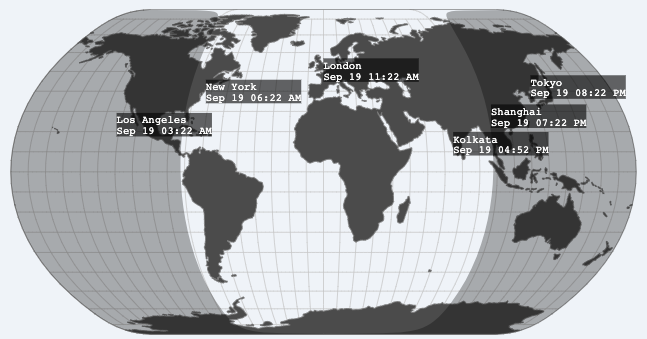 London
Sep 19 11:22 AM
New York
Sep 19 06:22 AM
Tokyo
Sep 19 08:22 PM
Los Angeles
Sep 19 03:22 AM
Shanghai
Sep 19 07:22 PM
Kolkata
Sep 19 04:52 PM